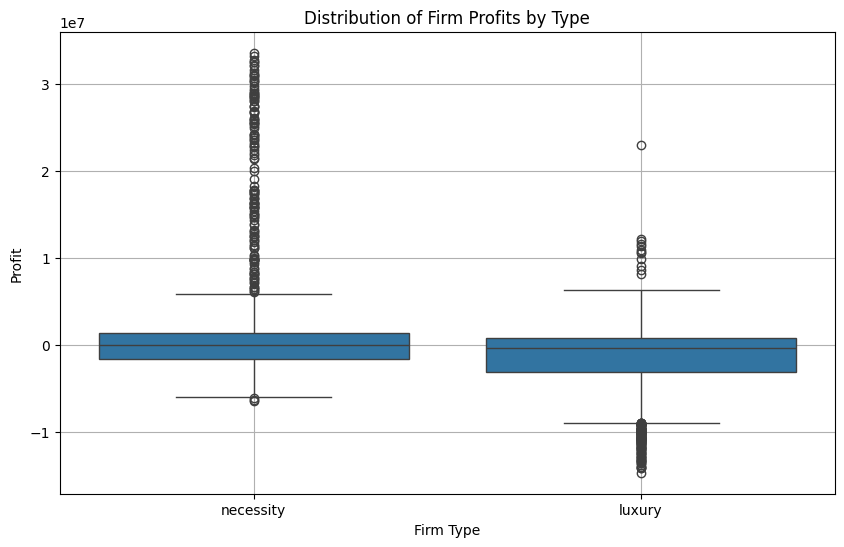 Distribution of Firm Profits by Type
1e7
3
2
1
0
−1
Profit
necessity
luxury
Firm Type